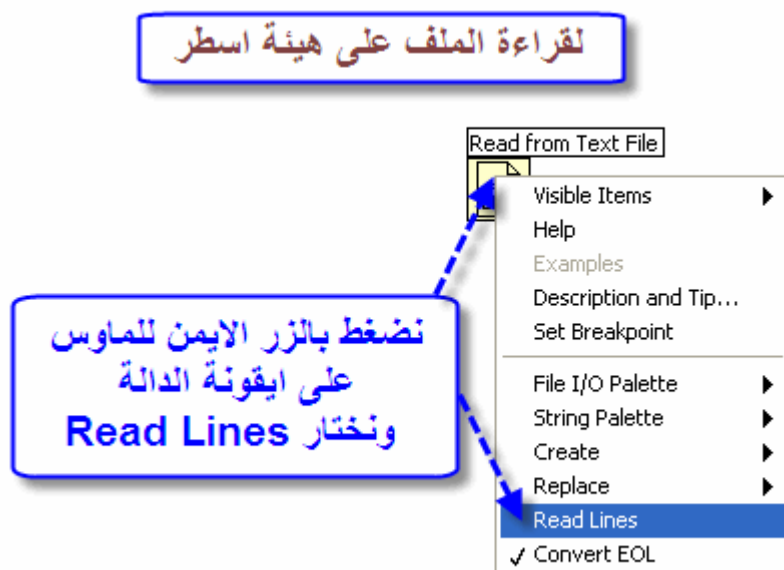 لقراءة الملف على هيئة اسطر
Read from Text File
Visible Items
Help
Examples
Description and Tip...
Set Breakpoint
نضغط بالزر الايمن للماوس
على ايقونة الدالة
ونختار Read Lines
File I/O Palette
String Palette
Create
Replace
Read Lines
Convert EOL